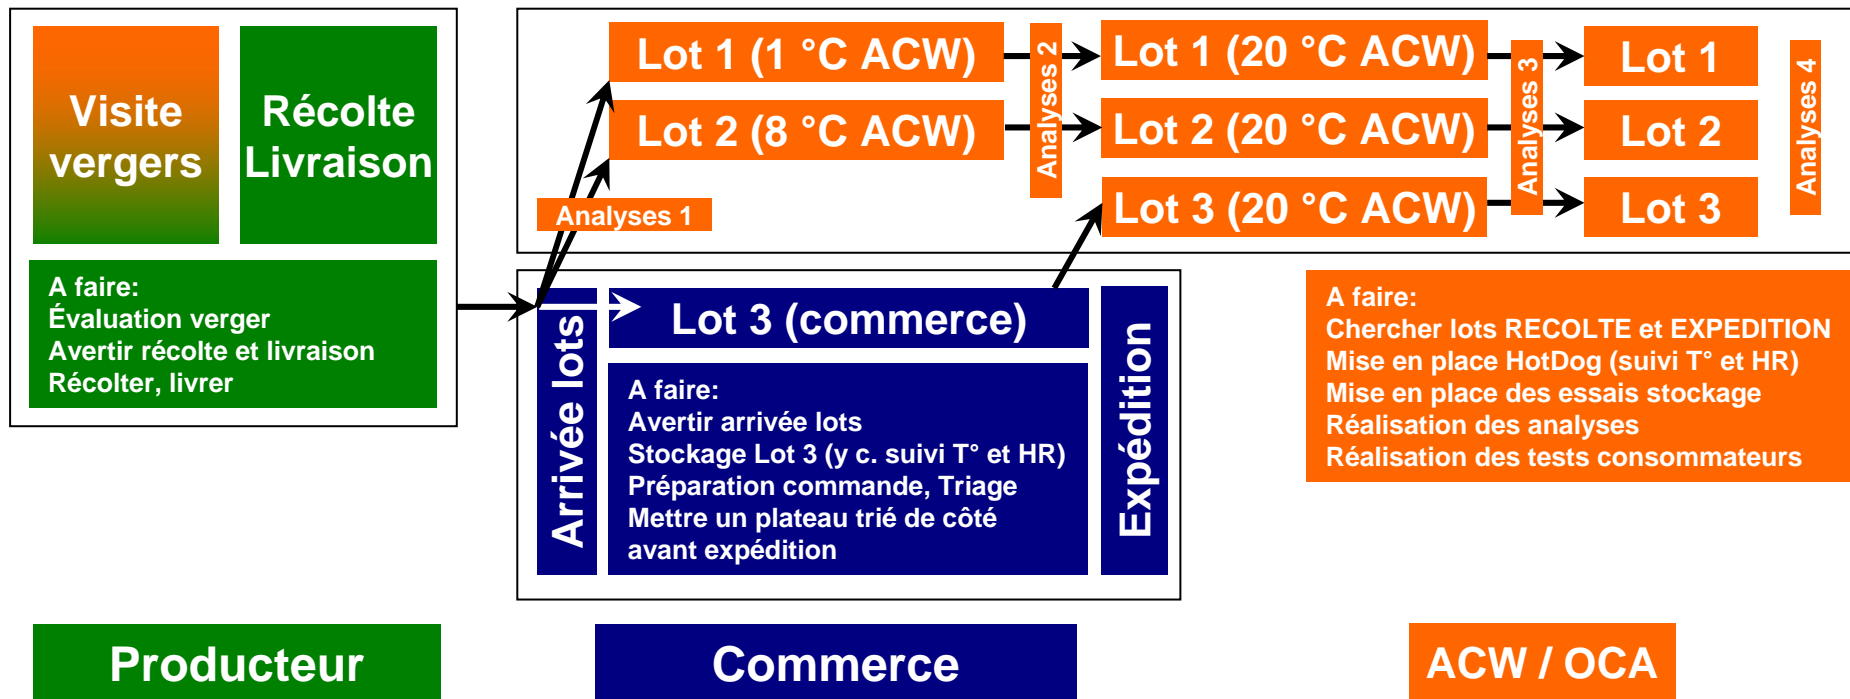 Visite
vergers
Récolte
Livraison
A faire:
Évaluation verger
Avertir récolte et livraison
Récolter, livrer
Lot 1 (1 °C ACW)
Lot 2 (8 °C ACW)
Analyses 1
Analyses 2
Lot 1 (20 °C ACW)
Lot 2 (20 °C ACW)
Lot 3 (20 °C ACW)
Analyses 3
Lot 1
Lot 2
Lot 3
Analyses 4
Arrivée lots
Lot 3 (commerce)
A faire:
Avertir arrivée lots
Stockage Lot 3 (y c. suivi T° et HR)
Préparation commande, Triage
Mettre un plateau trié de côté
avant expédition
Expédition
A faire:
Chercher lots RECOLTE et EXPEDITION
Mise en place HotDog (suivi T° et HR)
Mise en place des essais stockage
Réalisation des analyses
Réalisation des tests consommateurs
Producteur
Commerce
ACW / OCA